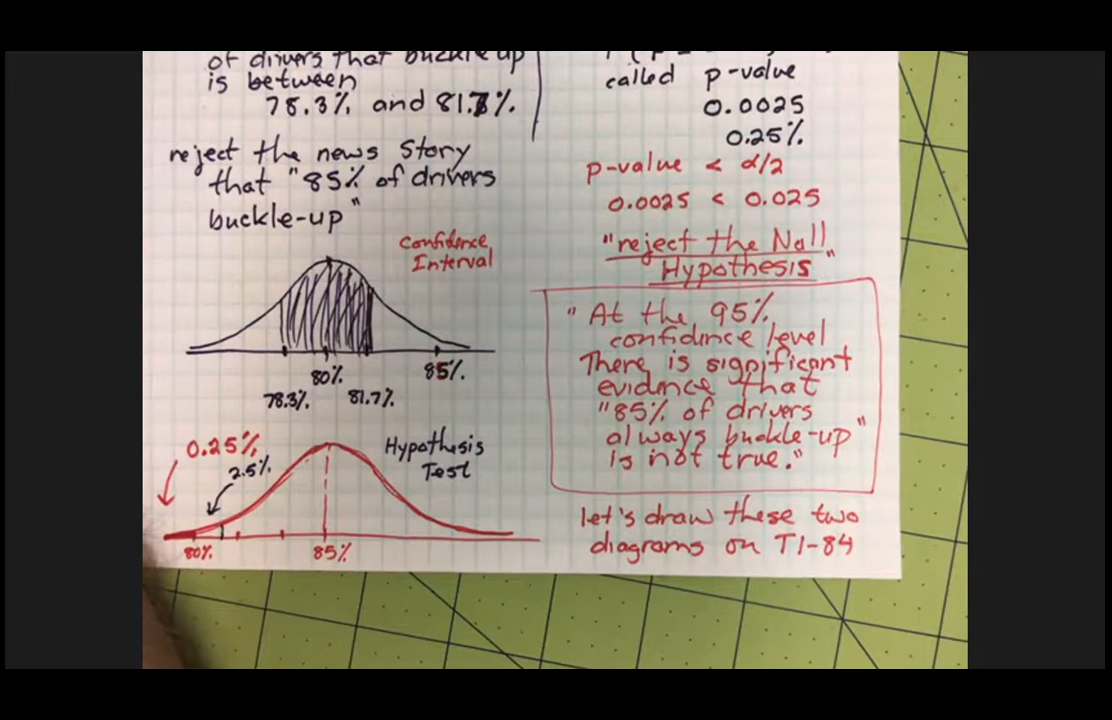 of drivers that buckle up
is between
78.3% and 81.7%.
reject the news story
that "85% of drivers
buckle-up"
Confidence
Interval
80%
85%
78.3%
81.7%
0.25%
2.5%
Hypothesis
Test
80%
85%
called p-value
0.0025
0.25%
p-value < α/2
0.0025 < 0.025
"reject the Null
Hypothesis"
"At the 95%
confidence level
There is significant
evidence that
"85% of drivers
always buckle-up"
is not true."
let's draw these two
diagrams on TI-84